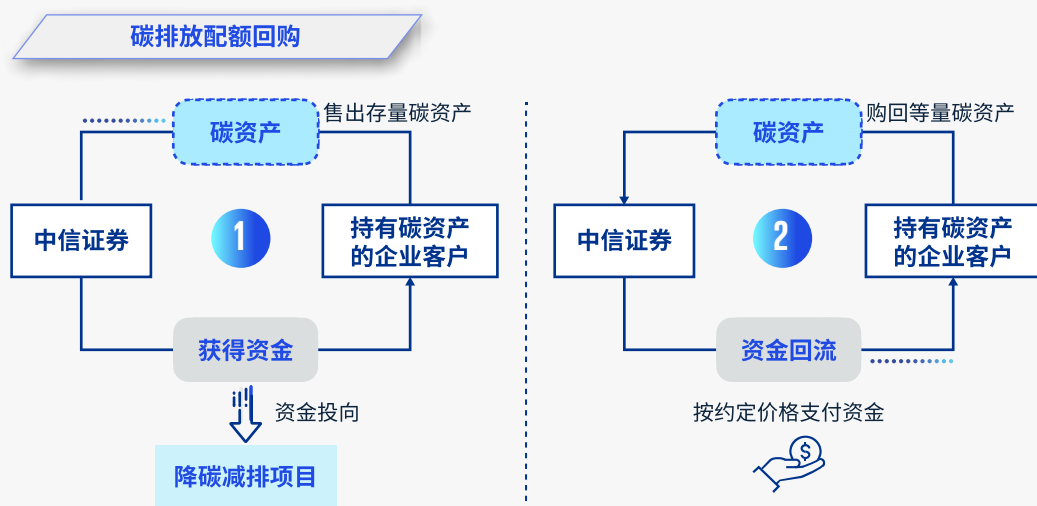 碳排放配额回购
碳资产
售出存量碳资产
中信证券
1
持有碳资产
的企业客户
获得资金
资金投向
降碳减排项目
碳资产
购回等量碳资产
中信证券
2
持有碳资产
的企业客户
资金回流
按约定价格支付资金
$